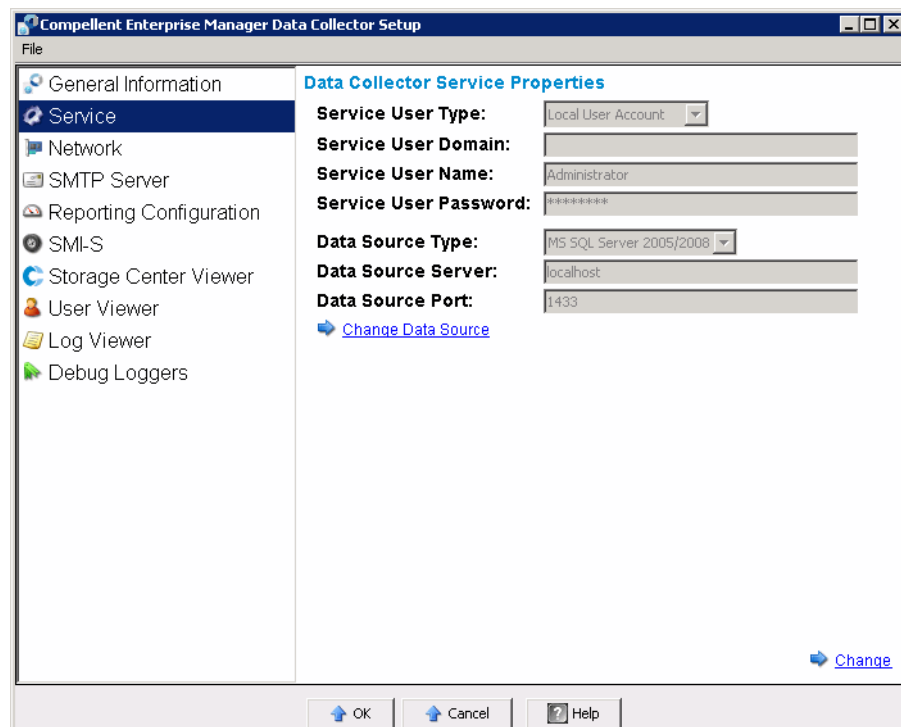 Compellent Enterprise Manager Data Collector Setup
File
General Information
Service
Network
SMTP Server
Reporting Configuration
SMI-S
Storage Center Viewer
User Viewer
Log Viewer
Debug Loggers
Data Collector Service Properties
Service User Type: Local User Account
Service User Domain:
Service User Name: Administrator
Service User Password: ********
Data Source Type: MS SQL Server 2005/2008
Data Source Server: localhost
Data Source Port: 1433
Change Data Source
Change
OK Cancel Help